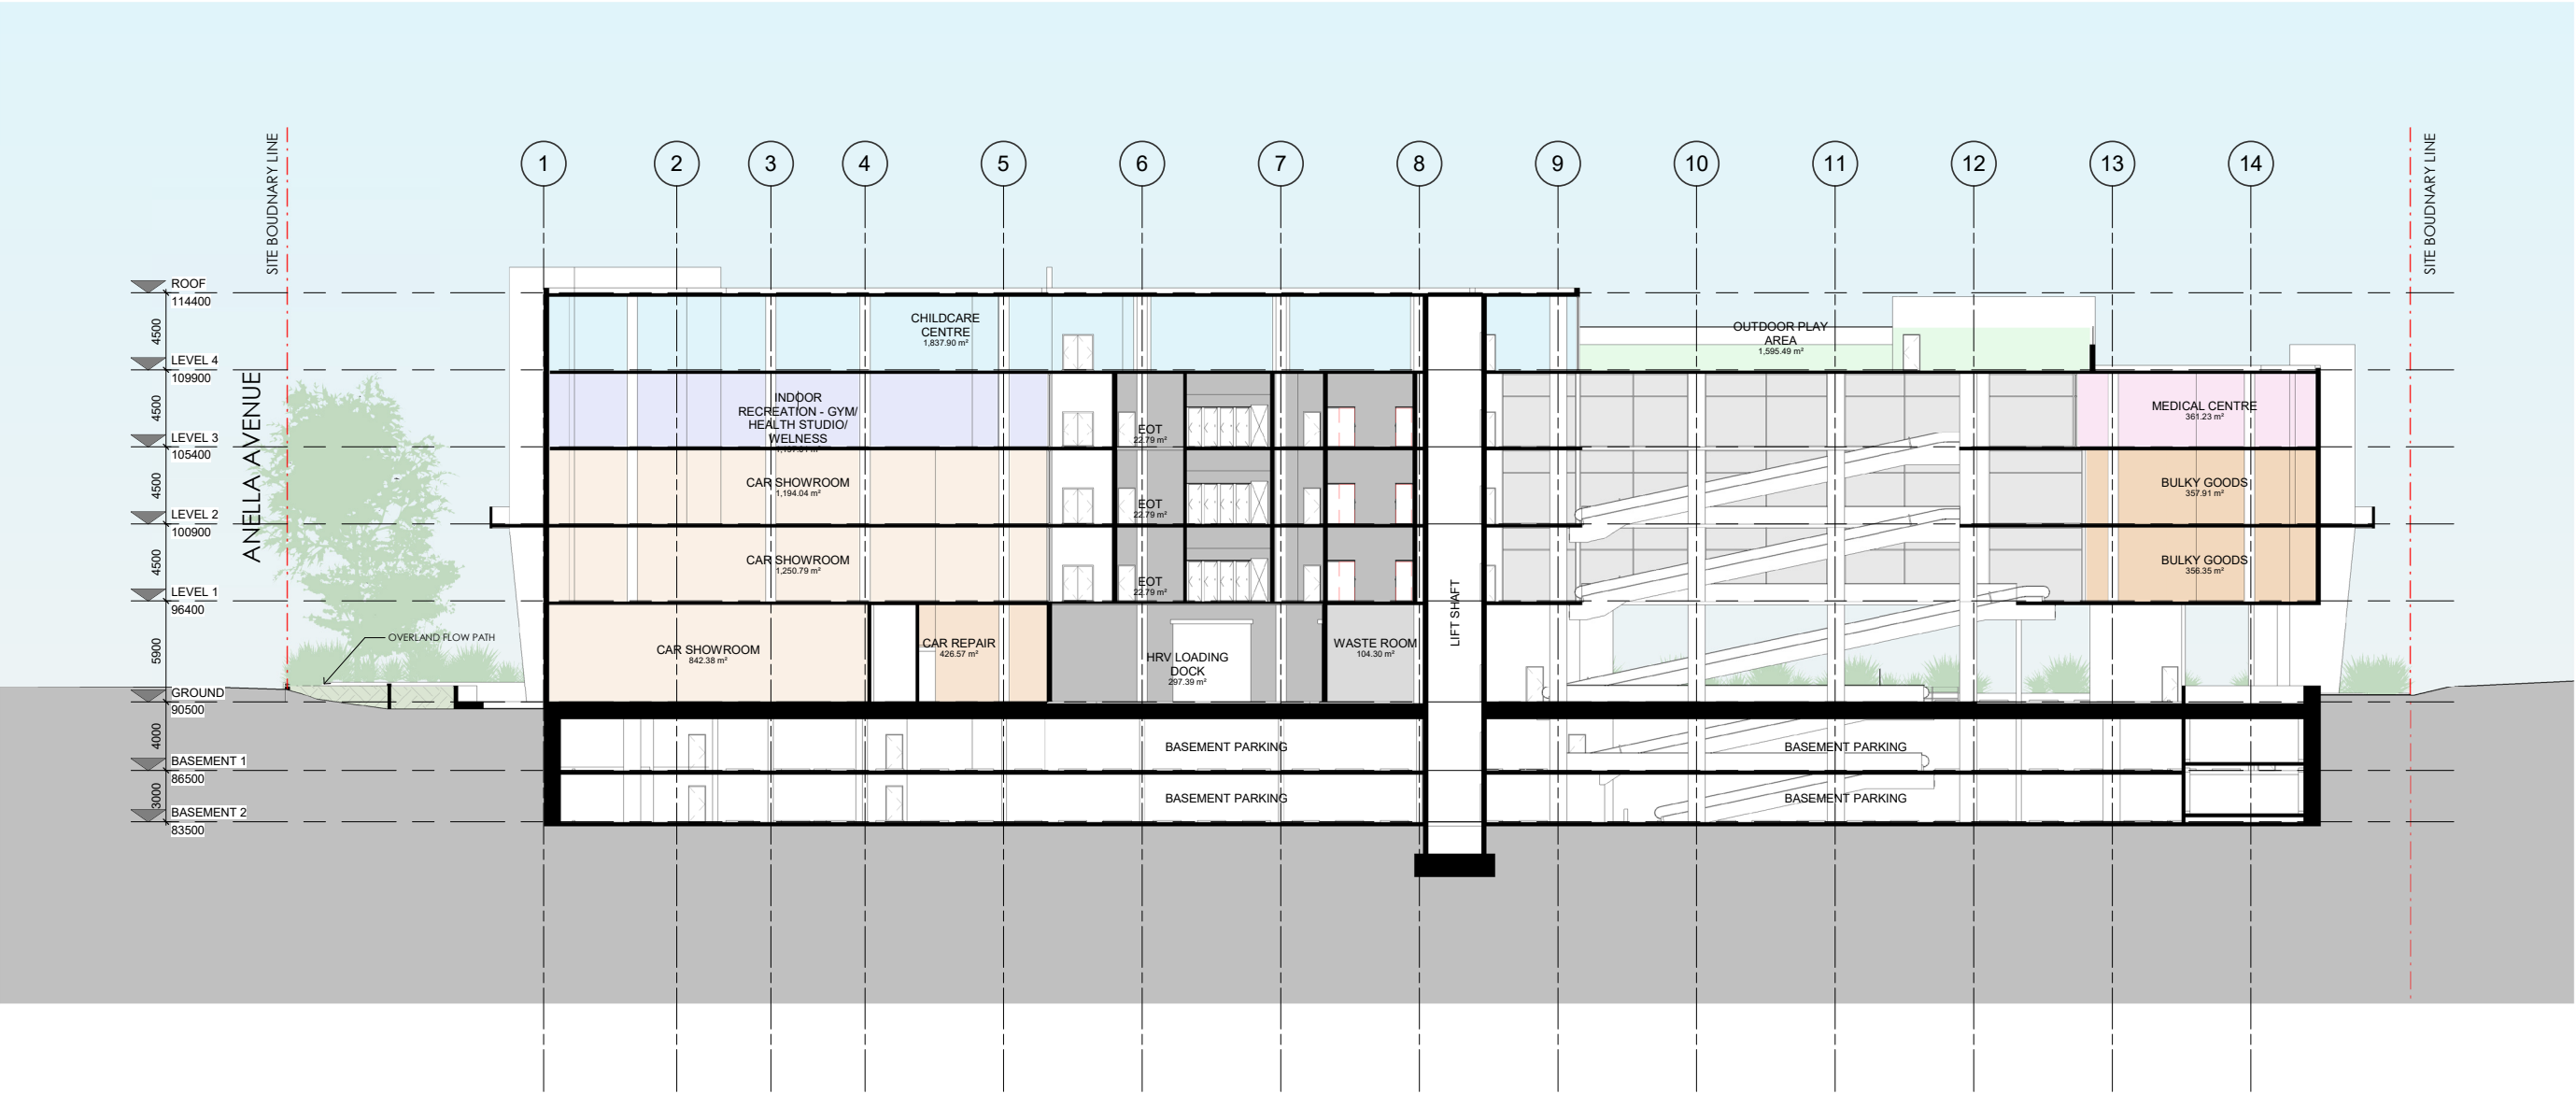 SITE BOUDNARY LINE
1
2
3
4
5
6
7
8
9
10
11
12
13
14
SITE BOUDNARY LINE
ROOF
114400
4500
LEVEL 4
109900
4500
LEVEL 3
105400
4500
LEVEL 2
100900
4500
LEVEL 1
96400
5900
GROUND
90500
4000
BASEMENT 1
86500
3000
BASEMENT 2
83500
ANELLA AVENUE
OVERLAND FLOW PATH
CHILDCARE
CENTRE
1,837.90 m²
OUTDOOR PLAY
AREA
1,595.49 m²
INDOOR
RECREATION - GYM/
HEALTH STUDIO/
WELNESS
EOT
22.79 m²
MEDICAL CENTRE
361.23 m²
CAR SHOWROOM
1,194.04 m²
EOT
22.79 m²
BULKY GOODS
357.91 m²
CAR SHOWROOM
1,250.79 m²
EOT
22.79 m²
BULKY GOODS
356.35 m²
CAR SHOWROOM
842.38 m²
CAR REPAIR
426.57 m²
HRV LOADING
DOCK
297.39 m²
WASTE ROOM
104.30 m²
LIFT SHAFT
BASEMENT PARKING
BASEMENT PARKING
BASEMENT PARKING
BASEMENT PARKING